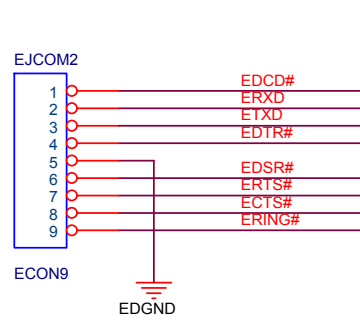 EJCOM2
1 EDCD#
2 ERXD
3 ETXD
4 EDTR#
5
6 EDSR#
7 ERTS#
8 ECTS#
9 ERING#
ECON9
EDGND